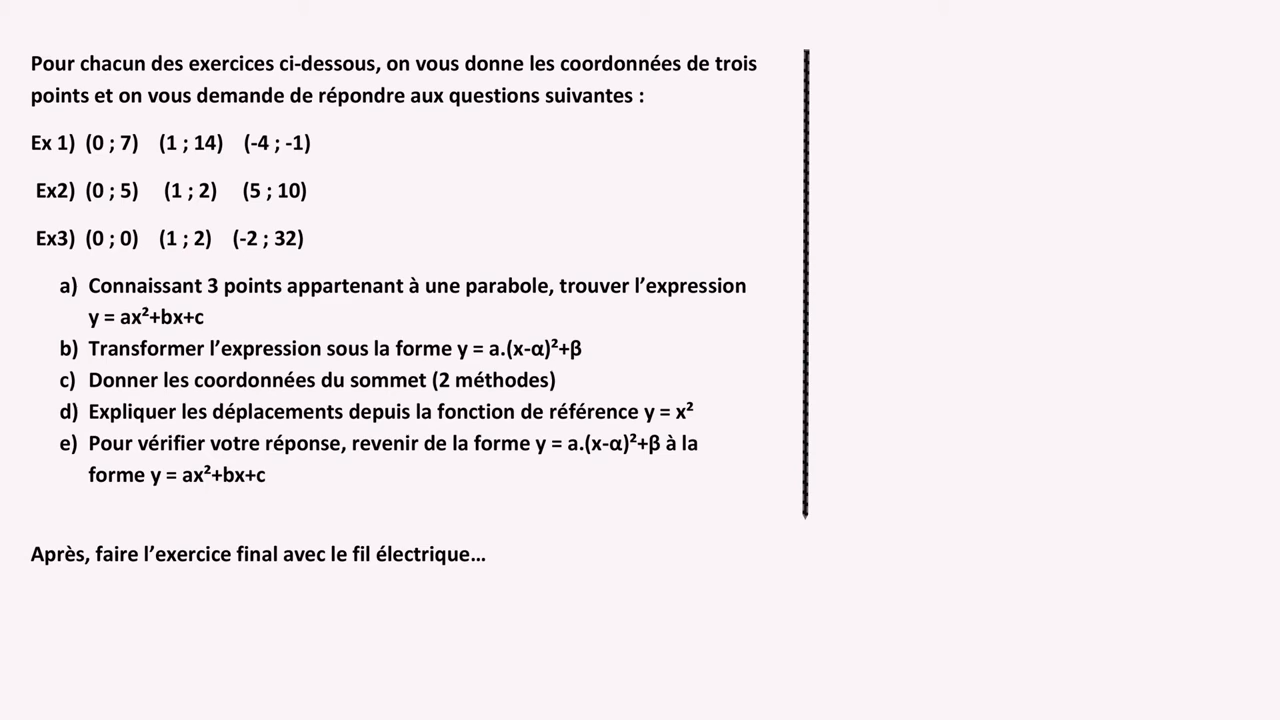 Pour chacun des exercices ci-dessous, on vous donne les coordonnées de trois
points et on vous demande de répondre aux questions suivantes :
Ex 1) (0 ; 7) (1 ; 14) (-4 ; -1)
Ex2) (0 ; 5) (1 ; 2) (5 ; 10)
Ex3) (0 ; 0) (1 ; 2) (-2 ; 32)
a) Connaissant 3 points appartenant à une parabole, trouver l’expression
y = ax²+bx+c
b) Transformer l’expression sous la forme y = a.(x-α)²+β
c) Donner les coordonnées du sommet (2 méthodes)
d) Expliquer les déplacements depuis la fonction de référence y = x²
e) Pour vérifier votre réponse, revenir de la forme y = a.(x-α)²+β à la
forme y = ax²+bx+c
Après, faire l’exercice final avec le fil électrique…